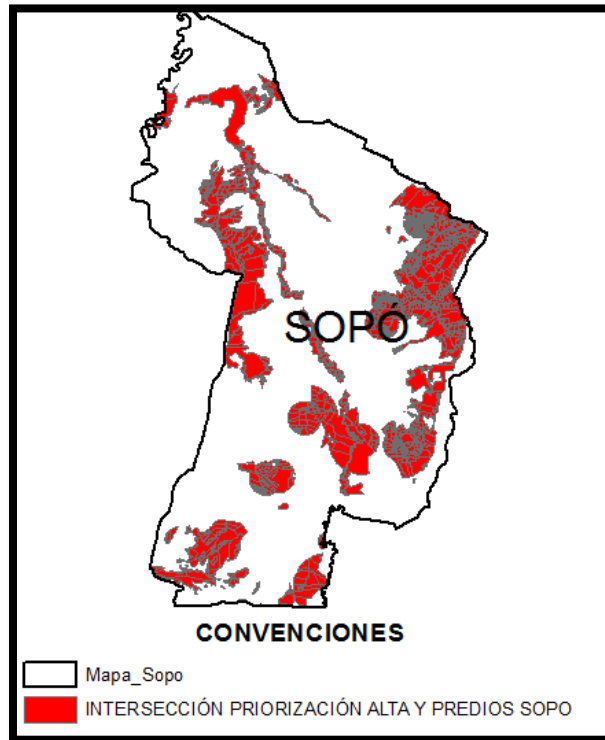 SOPÓ
CONVENCIONES
Mapa_Sopo
INTERSECCIÓN PRIORIZACIÓN ALTA Y PREDIOS SOPO